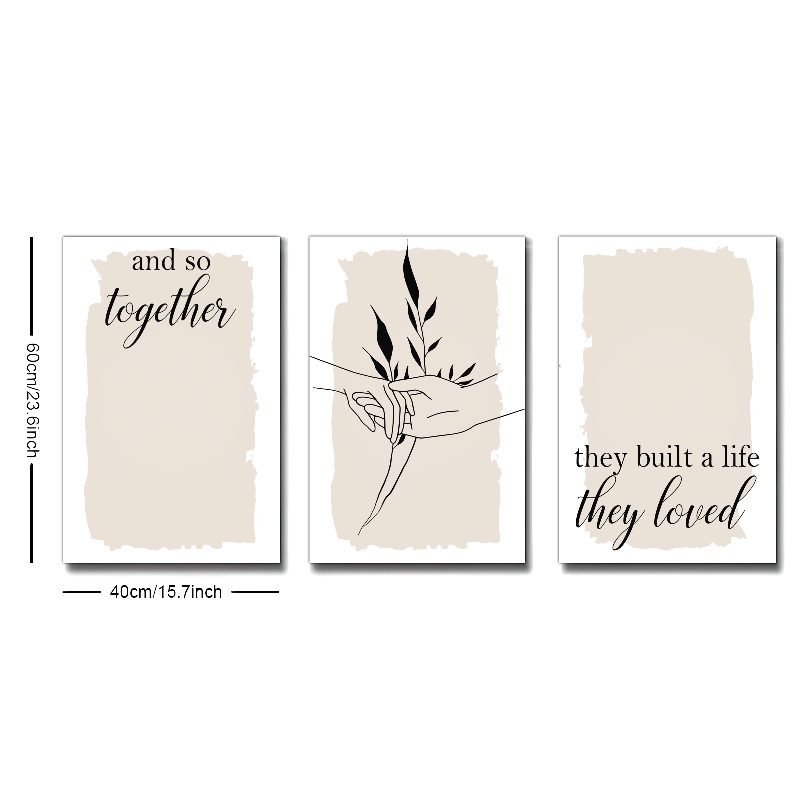 and so
together
they built a life
they loved
60cm/23.6inch
40cm/15.7inch